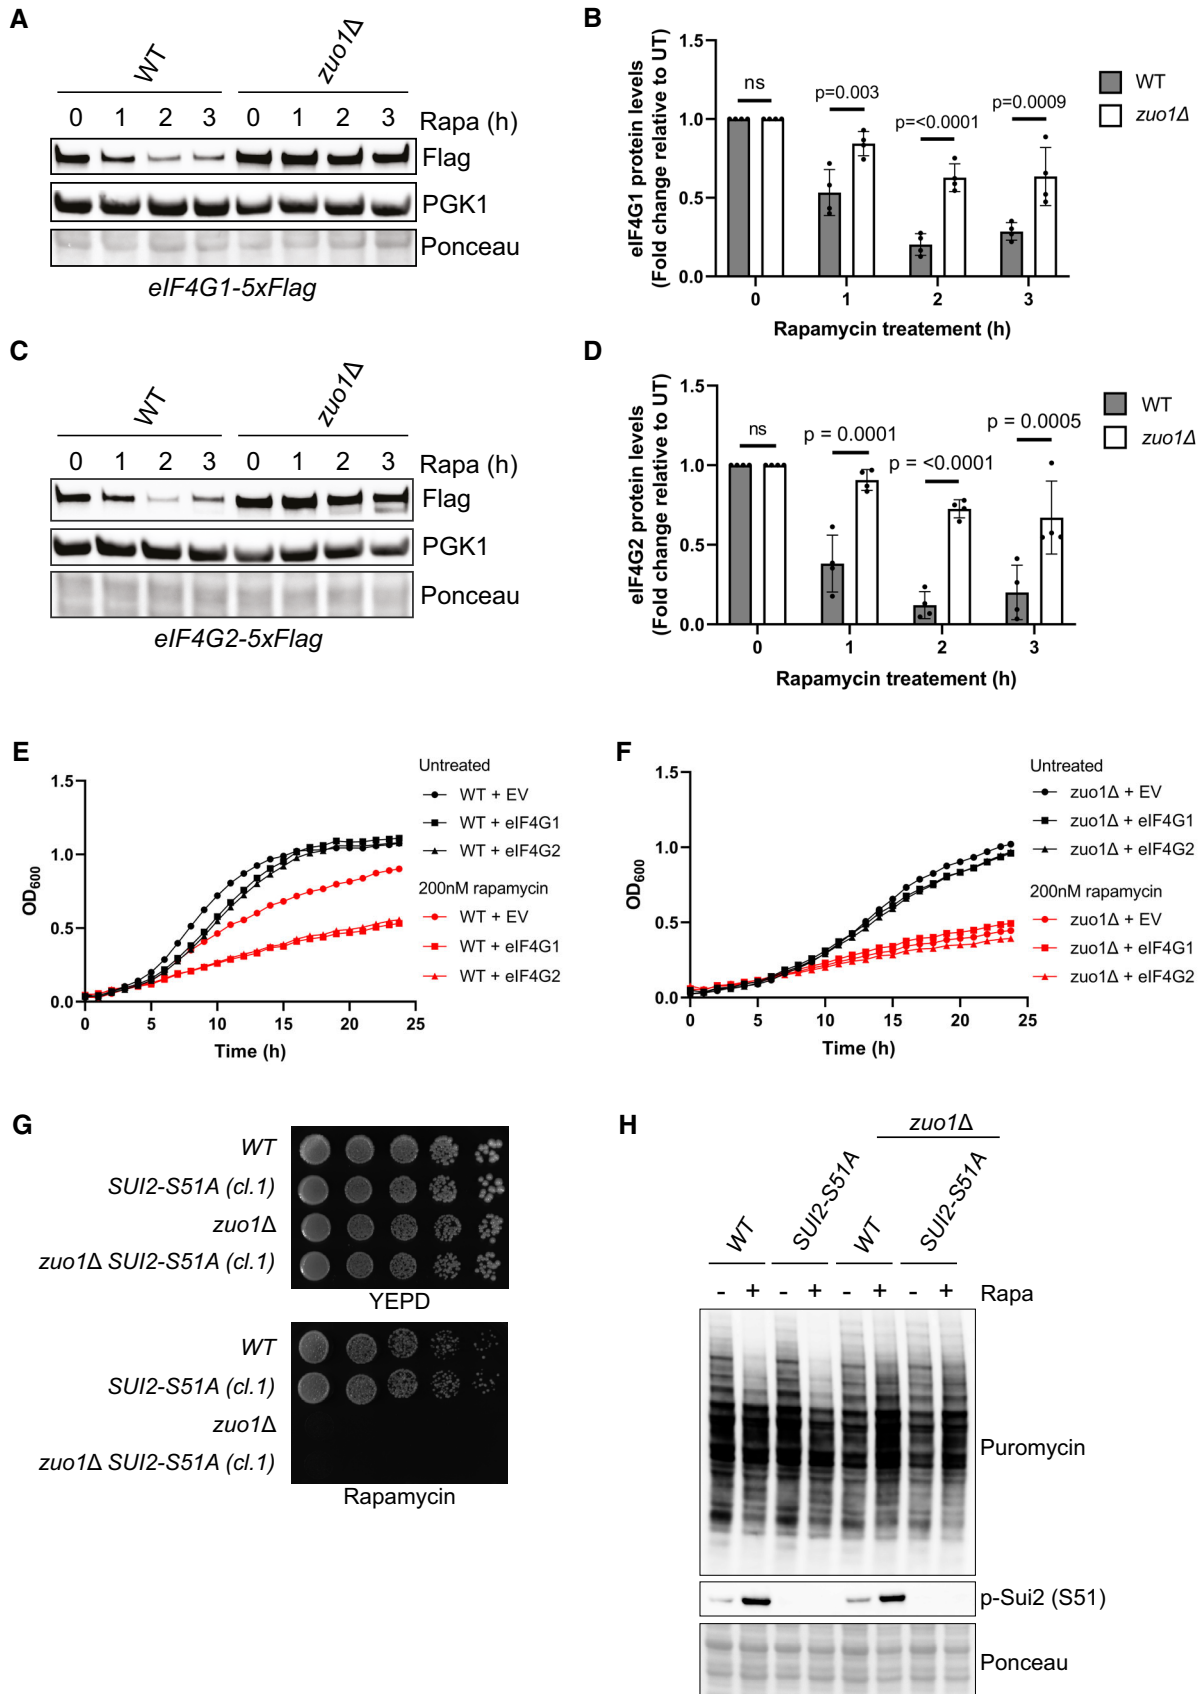 A
WT
zuo1Δ
0 1 2 3 0 1 2 3 Rapa (h)
Flag
PGK1
Ponceau
eIF4G1-5xFlag
B
eIF4G1 protein levels
(Fold change relative to UT)
1.5
1.0
0.5
0.0
ns
p=0.003
p=<0.0001
p=0.0009
WT
zuo1Δ
0 1 2 3
Rapamycin treatement (h)
C
WT
zuo1Δ
0 1 2 3 0 1 2 3 Rapa (h)
Flag
PGK1
Ponceau
eIF4G2-5xFlag
D
eIF4G2 protein levels
(Fold change relative to UT)
1.5
1.0
0.5
0.0
ns
p = 0.0001
p = <0.0001
p = 0.0005
WT
zuo1Δ
0 1 2 3
Rapamycin treatement (h)
E
OD600
1.5
1.0
0.5
0.0
0 5 10 15 20 25
Time (h)
Untreated
WT + EV
WT + eIF4G1
WT + eIF4G2
200nM rapamycin
WT + EV
WT + eIF4G1
WT + eIF4G2
F
OD600
1.5
1.0
0.5
0.0
0 5 10 15 20 25
Time (h)
Untreated
zuo1Δ + EV
zuo1Δ + eIF4G1
zuo1Δ + eIF4G2
200nM rapamycin
zuo1Δ + EV
zuo1Δ + eIF4G1
zuo1Δ + eIF4G2
G
WT
SUI2-S51A (cl.1)
zuo1Δ
zuo1Δ SUI2-S51A (cl.1)
YEPD
WT
SUI2-S51A (cl.1)
zuo1Δ
zuo1Δ SUI2-S51A (cl.1)
Rapamycin
H
zuo1Δ
WT
SUI2-S51A
WT
SUI2-S51A
- + - + - + - + Rapa
Puromycin
p-Sui2 (S51)
Ponceau